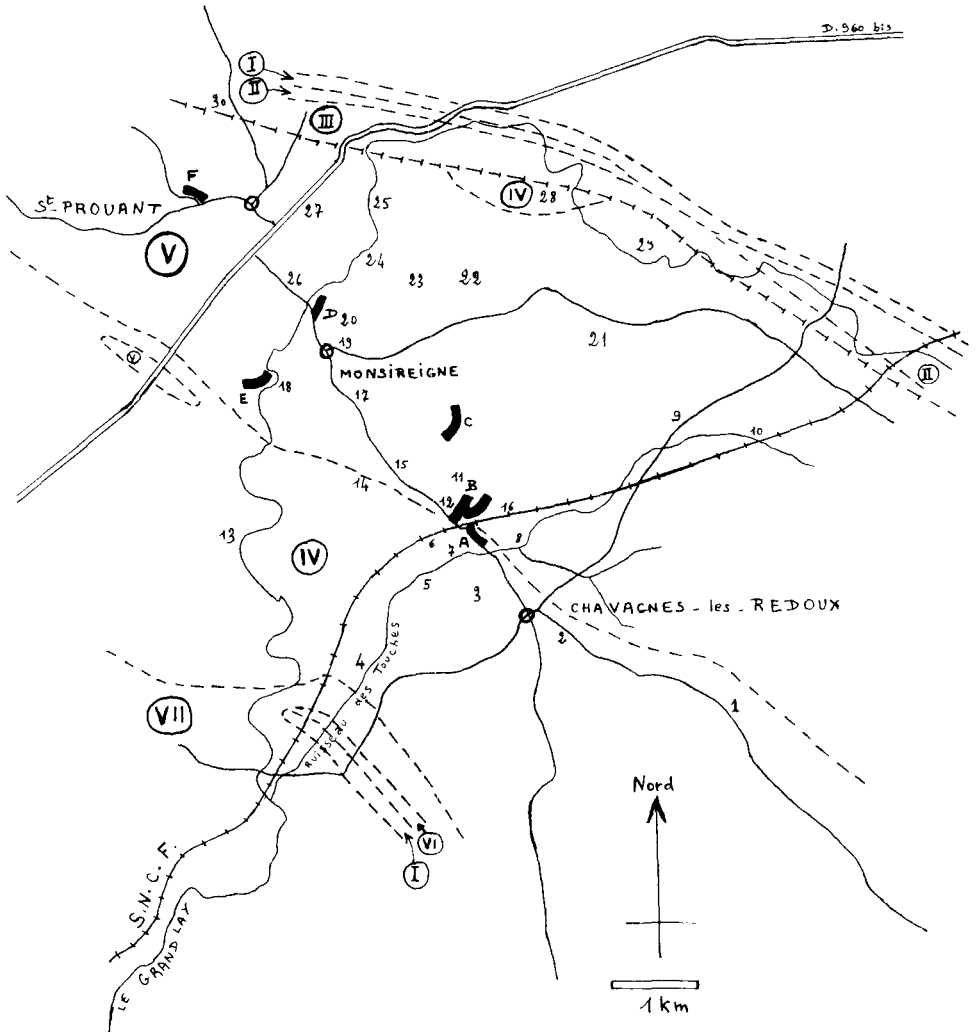 D. 960 bis
I
II
30
III
F
St-PROUANT
27
25
IV
28
29
V
24
26
23
22
D
20
19
21
MONSIREIGNE
V
E
18
17
C
9
10
15
14
11
B
12
16
13
6
A
7
8
IV
5
3
CHAVAGNES-les-REDOUX
2
4
Ruisseau des Touches
II
1
VII
Nord
VI
I
S.N.C.F.
LE GRAND LAY
1 km